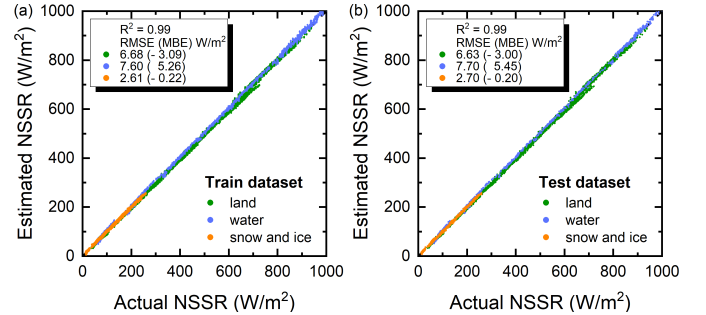 (a)
1000
800
600
400
200
0
0 200 400 600 800 1000
Estimated NSSR (W/m²)
Actual NSSR (W/m²)
R² = 0.99
RMSE (MBE) W/m²
6.68 (- 3.09)
7.60 ( 5.26)
2.61 (- 0.22)
Train dataset
land
water
snow and ice
(b)
1000
800
600
400
200
0
0 200 400 600 800 1000
Estimated NSSR (W/m²)
Actual NSSR (W/m²)
R² = 0.99
RMSE (MBE) W/m²
6.63 (- 3.00)
7.70 ( 5.45)
2.70 (- 0.20)
Test dataset
land
water
snow and ice